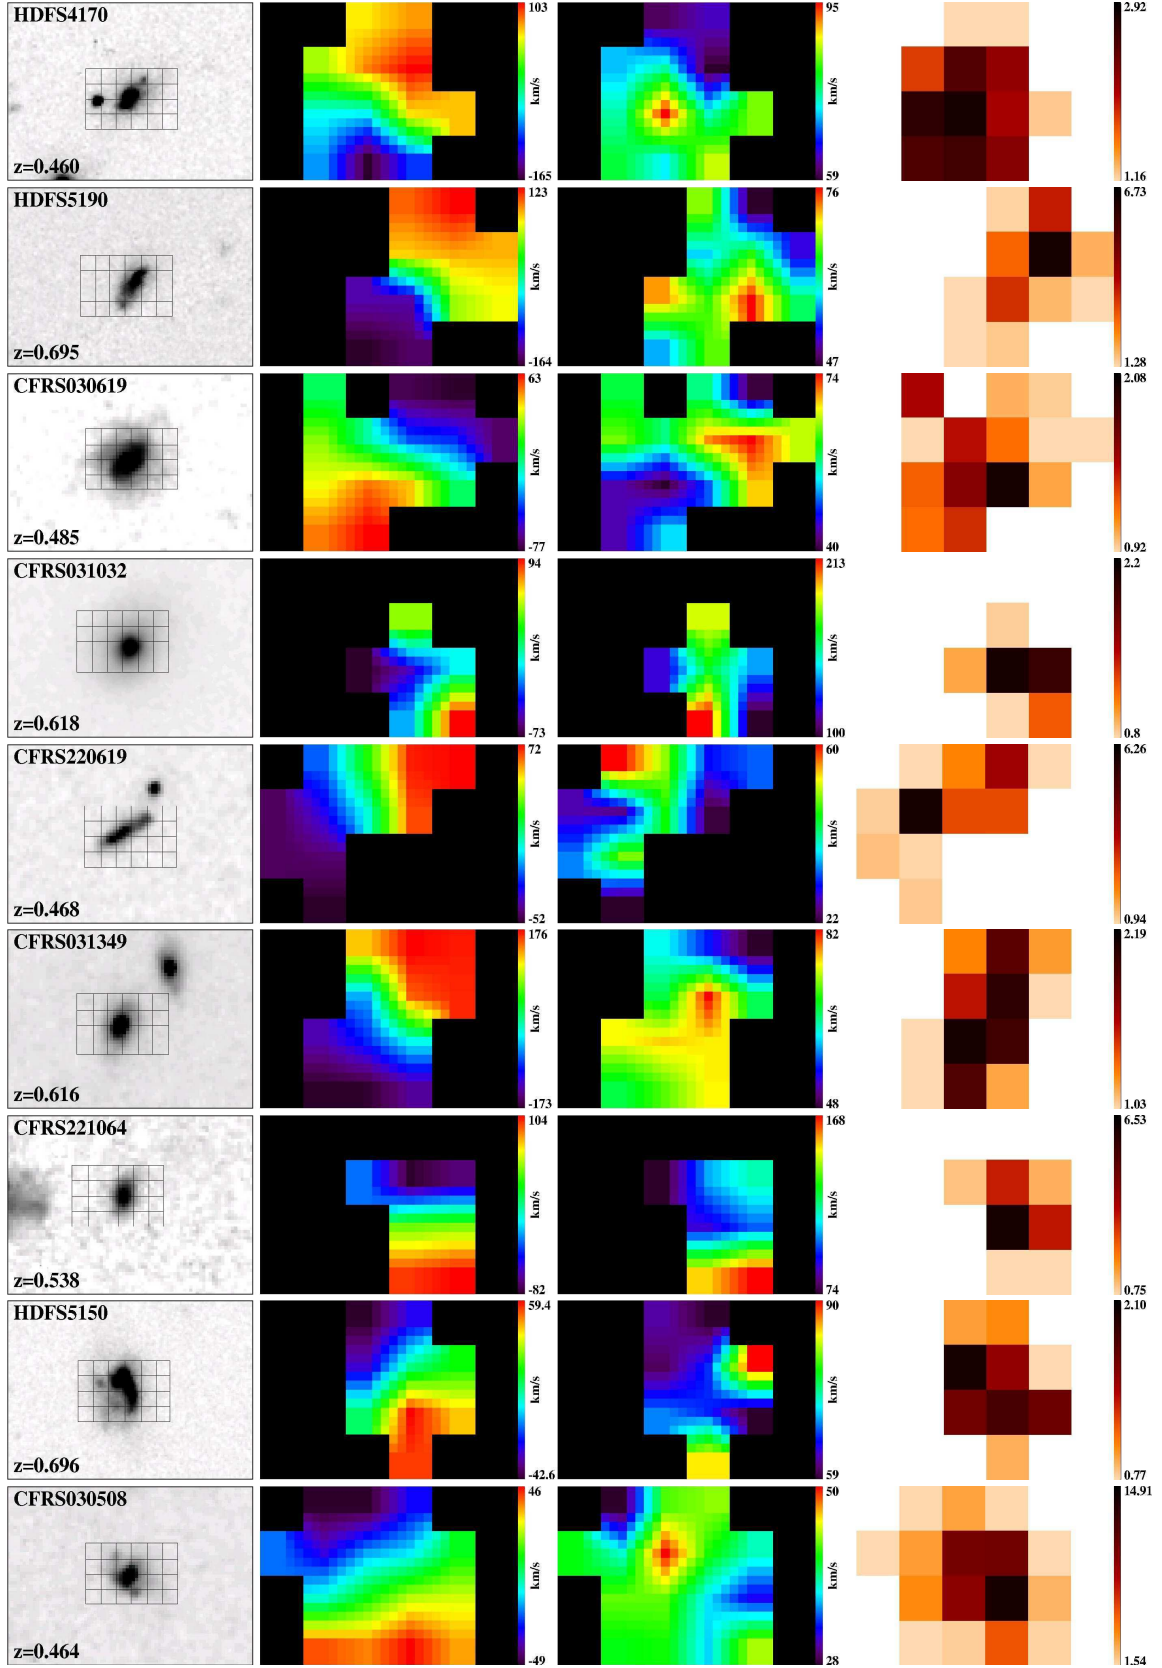 HDFS4170
103
95
2.92
km/s
km/s
z=0.460
-165
59
1.16
HDFS5190
123
76
6.73
km/s
km/s
z=0.695
-164
47
1.28
CFRS030619
63
74
2.08
km/s
km/s
z=0.485
-77
40
0.92
CFRS031032
94
213
2.2
km/s
km/s
z=0.618
-73
100
0.8
CFRS220619
72
60
6.26
km/s
km/s
z=0.468
-52
22
0.94
CFRS031349
176
82
2.19
km/s
km/s
z=0.616
-173
48
1.03
CFRS221064
104
168
6.53
km/s
km/s
z=0.538
-82
74
0.75
HDFS5150
59.4
90
2.10
km/s
km/s
z=0.696
-42.6
59
0.77
CFRS030508
46
50
14.91
km/s
km/s
z=0.464
-49
28
1.54